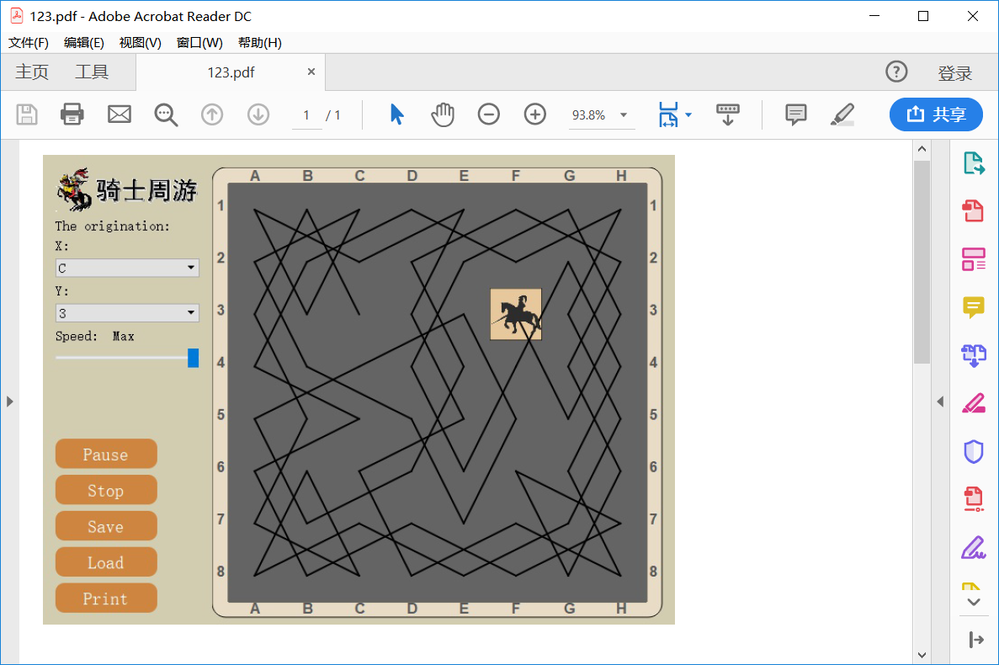 123.pdf - Adobe Acrobat Reader DC
文件(F) 编辑(E) 视图(V) 窗口(W) 帮助(H)
主页 工具 123.pdf × ? 登录
1 / 1 93.8% 共享
骑士周游
The origination:
X:
C
Y:
3
Speed: Max
Pause
Stop
Save
Load
Print
A B C D E F G H
1 1
2 2
3 3
4 4
5 5
6 6
7 7
8 8
A B C D E F G H